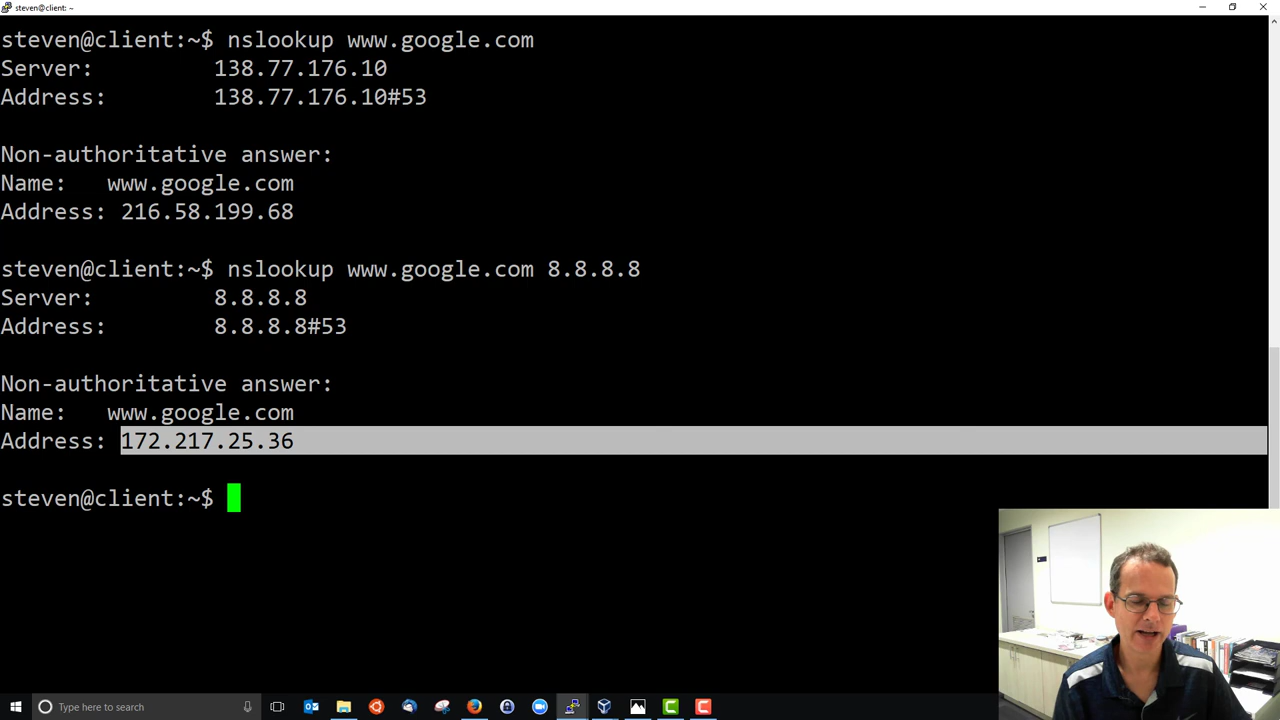 steven@client: ~
steven@client:~$ nslookup www.google.com
Server: 138.77.176.10
Address: 138.77.176.10#53
Non-authoritative answer:
Name: www.google.com
Address: 216.58.199.68
steven@client:~$ nslookup www.google.com 8.8.8.8
Server: 8.8.8.8
Address: 8.8.8.8#53
Non-authoritative answer:
Name: www.google.com
Address: 172.217.25.36
steven@client:~$
Type here to search